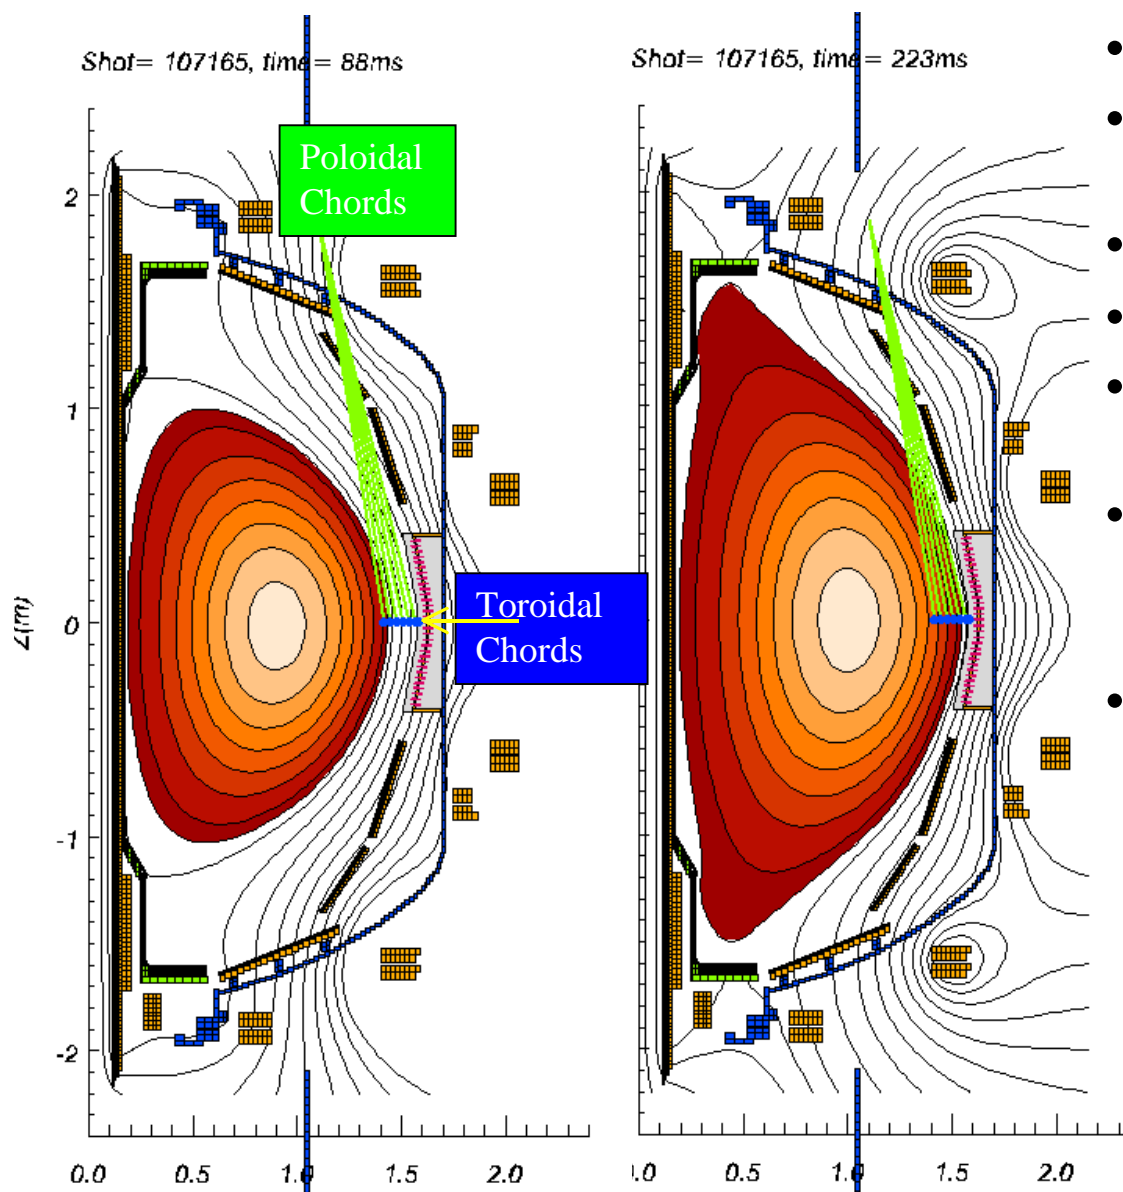 Shot= 107165, time= 88ms
Shot= 107165, time= 223ms
Poloidal
Chords
2
1
Toroidal
Chords
Z(m)
0
-1
-2
0.0 0.5 1.0 1.5 2.0
.0 0.5 1.0 1.5 2.0